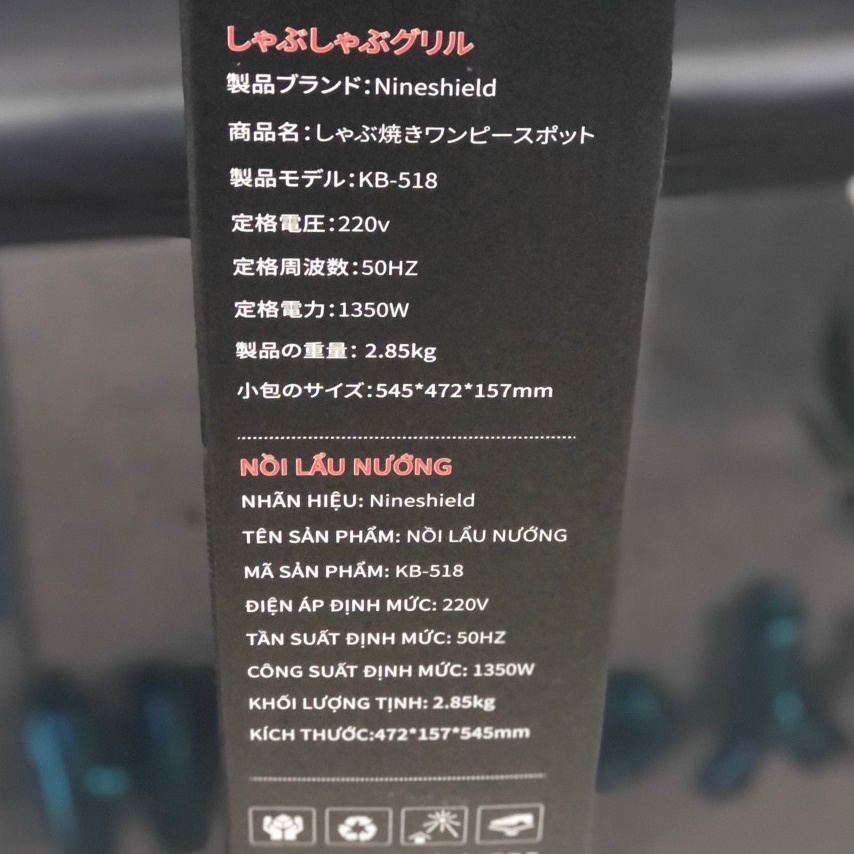 しゃぶしゃぶグリル
製品ブランド:Nineshield
商品名:しゃぶ焼きワンピースポット
製品モデル:KB-518
定格電圧:220v
定格周波数:50HZ
定格電力:1350W
製品の重量: 2.85kg
小包のサイズ:545*472*157mm
NỒI LẨU NƯỚNG
NHÃN HIỆU: Nineshield
TÊN SẢN PHẨM: NỒI LẨU NƯỚNG
MÃ SẢN PHẨM: KB-518
ĐIỆN ÁP ĐỊNH MỨC: 220V
TẦN SUẤT ĐỊNH MỨC: 50HZ
CÔNG SUẤT ĐỊNH MỨC: 1350W
KHỐI LƯỢNG TỊNH: 2.85kg
KÍCH THƯỚC:472*157*545mm